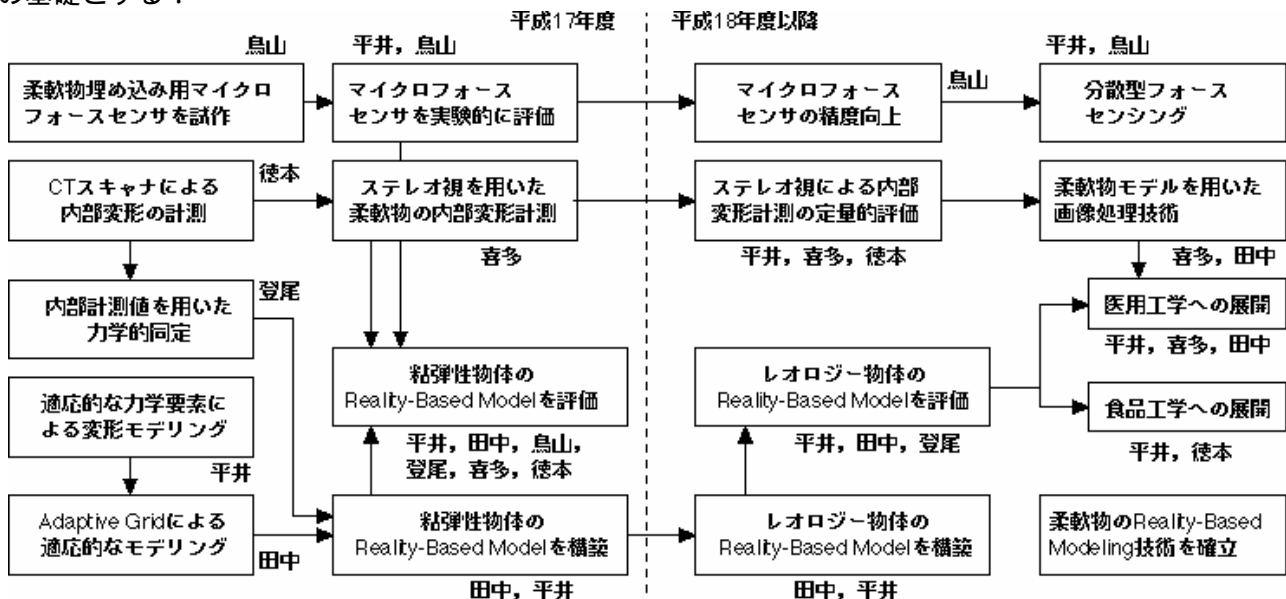 の基礎とする．
平成17年度
平成18年度以降
鳥山
平井，鳥山
平井，鳥山
柔軟物埋め込み用マイクロ
フォースセンサを試作
マイクロフォース
センサを実験的に評価
マイクロフォース
センサの精度向上
鳥山
分散型フォース
センシング
CTスキャナによる
内部変形の計測
徳本
ステレオ視を用いた
柔軟物の内部変形計測
ステレオ視による内部
変形計測の定量的評価
柔軟物モデルを用いた
画像処理技術
喜多
平井，喜多，徳本
喜多，田中
内部計測値を用いた
力学的同定
登尾
医用工学への展開
平井，喜多，田中
粘弾性物体の
Reality-Based Modelを評価
レオロジー物体の
Reality-Based Modelを評価
適応的な力学要素に
よる変形モデリング
食品工学への展開
平井
平井，田中，鳥山，
登尾，喜多，徳本
平井，田中，登尾
平井，徳本
Adaptive Gridによる
適応的なモデリング
田中
粘弾性物体の
Reality-Based Modelを構築
レオロジー物体の
Reality-Based Modelを構築
柔軟物のReality-Based
Modeling技術を確立
田中，平井
田中，平井